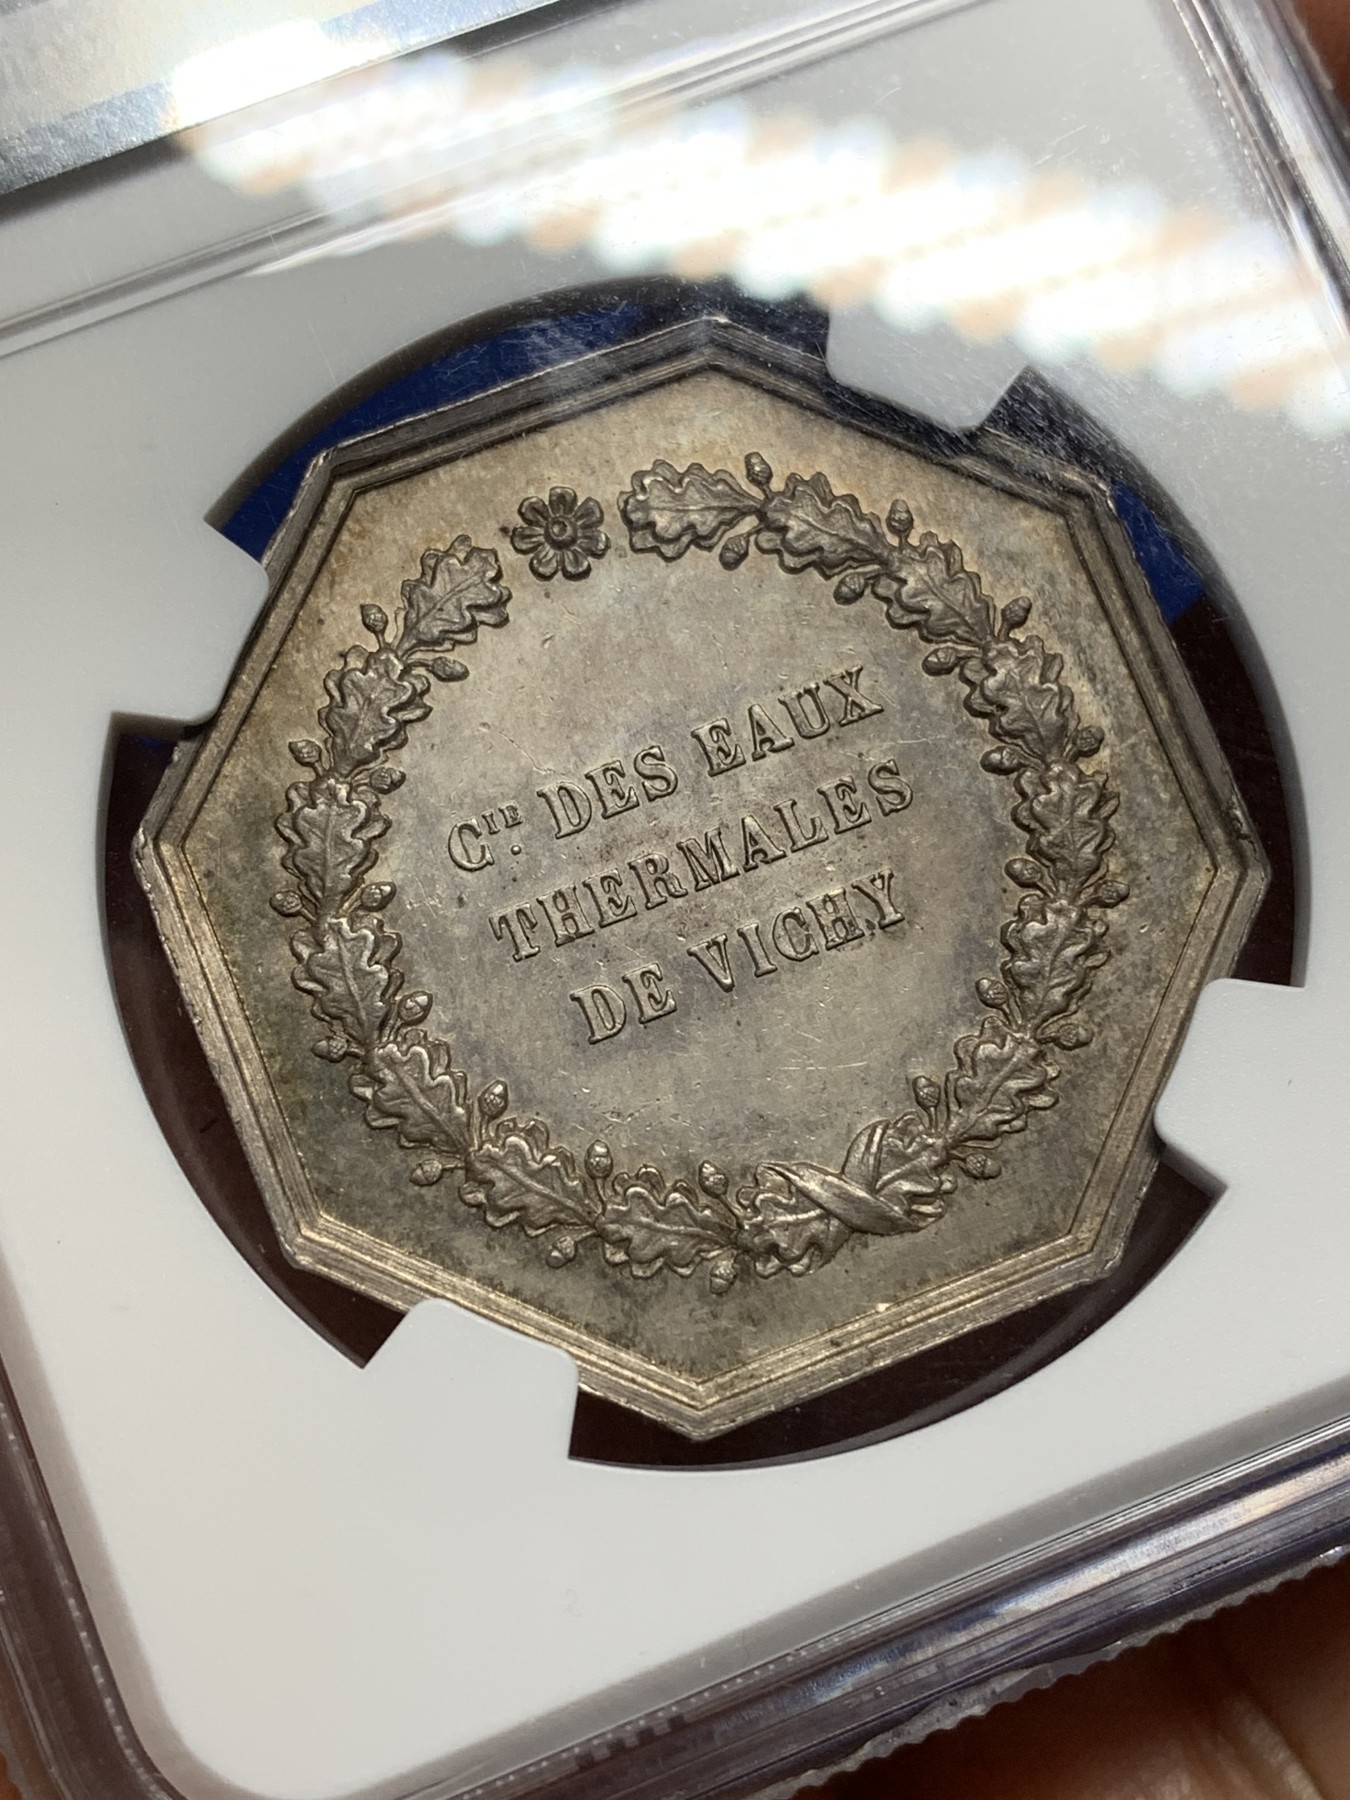 CIE. DES EAUX
THERMALES
DE VICHY